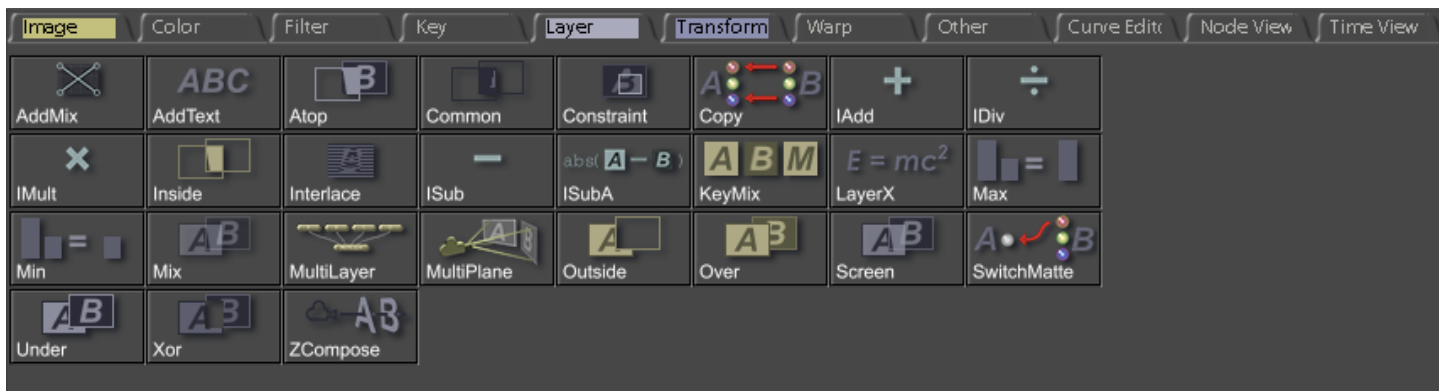 Image Color Filter Key Layer Transform Warp Other Curve Edito Node View Time View
ABC B A B + ÷
AddMix AddText Atop Common Constraint Copy IAdd IDiv
× − abs( A − B ) A B M E = mc² =
IMult Inside Interlace ISub ISubA KeyMix LayerX Max
= A B A B A A B A B A B
Min Mix MultiLayer MultiPlane Outside Over Screen SwitchMatte
A B A B A B
Under Xor ZCompose